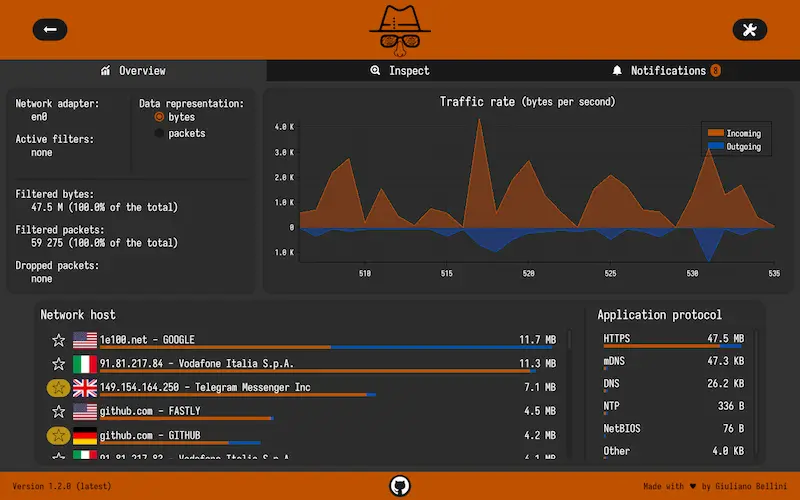 Overview
Inspect
Notifications 8
Network adapter:
en0
Active filters:
none
Data representation:
bytes
packets
Filtered bytes:
47.5 M (100.0% of the total)
Filtered packets:
59 275 (100.0% of the total)
Dropped packets:
none
Traffic rate (bytes per second)
4.0 K
3.0 K
2.0 K
1.0 K
0
1.0 K
510 515 520 525 530 535
Incoming
Outgoing
Network host
1e100.net - GOOGLE 11.7 MB
91.81.217.84 - Vodafone Italia S.p.A. 11.3 MB
149.154.164.250 - Telegram Messenger Inc 7.1 MB
github.com - FASTLY 4.5 MB
github.com - GITHUB 4.2 MB
Application protocol
HTTPS 47.5 MB
mDNS 47.3 KB
DNS 26.2 KB
NTP 336 B
NetBIOS 76 B
Other 4.0 KB
Version 1.2.0 (latest)
Made with ♥ by Giuliano Bellini